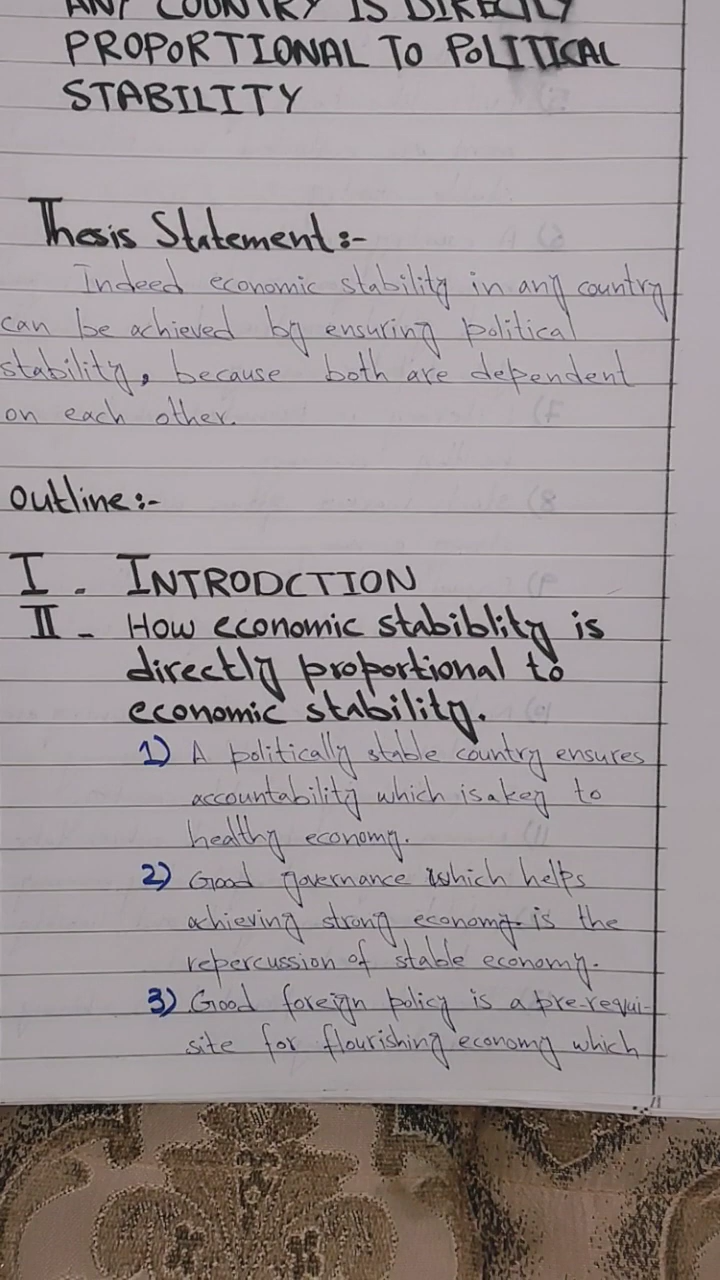 ANY COUNTRY IS DIRECTLY
PROPORTIONAL TO POLITICAL
STABILITY
Thesis Statement:-
Indeed economic stability in any country
can be achieved by ensuring political
stability, because both are dependent
on each other.
Outline:-
I. INTRODCTION
II- How economic stabiblity is
directly proportional to
economic stability.
1) A politically stable country ensures
accountability which is a key to
healthy economy.
2) Good governance which helps
achieving strong economy is the
repercussion of stable economy.
3) Good foreign policy is a pre-requi-
site for flourishing economy which